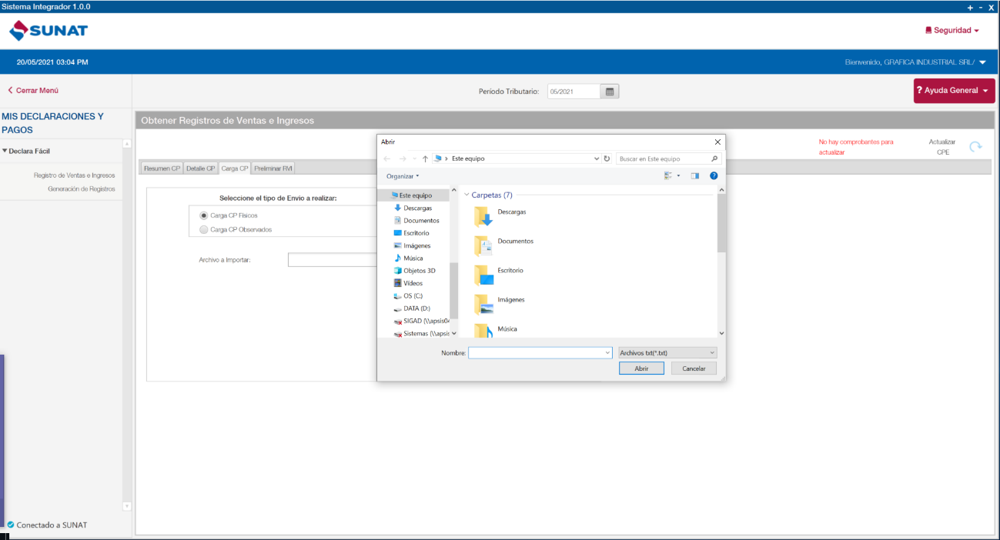 Sistema Integrador 1.0.0
+ - X
SUNAT
Seguridad
20/05/2021 03:04 PM
Bienvenido, GRAFICA INDUSTRIAL SRL/
Cerrar Menú
Período Tributario:
05/2021
? Ayuda General
MIS DECLARACIONES Y
PAGOS
Declara Fácil
Registro de Ventas e Ingresos
Generación de Registros
Obtener Registros de Ventas e Ingresos
No hay comprobantes para
actualizar
Actualizar
CPE
Resumen CP
Detalle CP
Carga CP
Preliminar RVI
Seleccione el tipo de Envio a realizar:
Carga CP Físicos
Carga CP Observados
Archivo a Importar:
Abrir
Este equipo
Buscar en Este equipo
Organizar
Este equipo
Descargas
Documentos
Escritorio
Imágenes
Música
Objetos 3D
Vídeos
OS (C:)
DATA (D:)
SIGAD (\\apsis04
Sistemas (\\apsis
Carpetas (7)
Descargas
Documentos
Escritorio
Imágenes
Música
Nombre:
Archivos txt(*.txt)
Abrir
Cancelar
Conectado a SUNAT